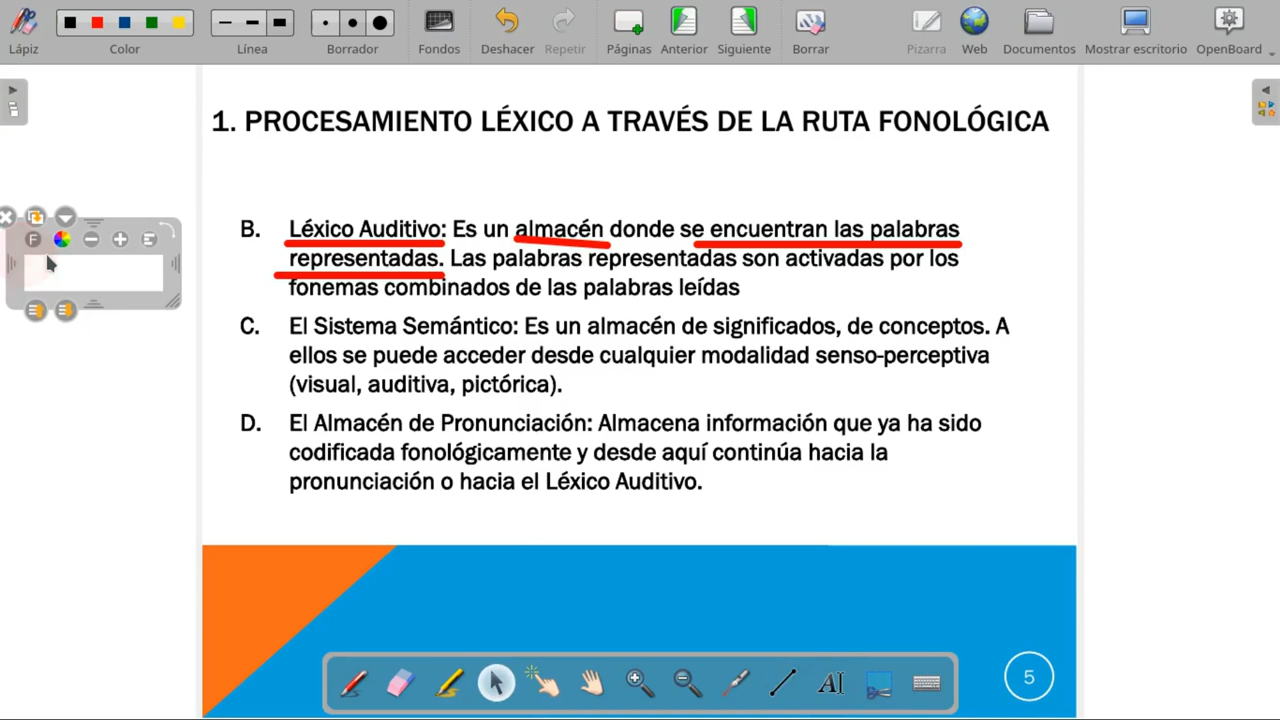 Lápiz
Color
Línea
Borrador
Fondos
Deshacer
Repetir
Páginas
Anterior
Siguiente
Borrar
Pizarra
Web
Documentos
Mostrar escritorio
OpenBoard
1. PROCESAMIENTO LÉXICO A TRAVÉS DE LA RUTA FONOLÓGICA
B. Léxico Auditivo: Es un almacén donde se encuentran las palabras
representadas. Las palabras representadas son activadas por los
fonemas combinados de las palabras leídas
C. El Sistema Semántico: Es un almacén de significados, de conceptos. A
ellos se puede acceder desde cualquier modalidad senso-perceptiva
(visual, auditiva, pictórica).
D. El Almacén de Pronunciación: Almacena información que ya ha sido
codificada fonológicamente y desde aquí continúa hacia la
pronunciación o hacia el Léxico Auditivo.
F
AI
5